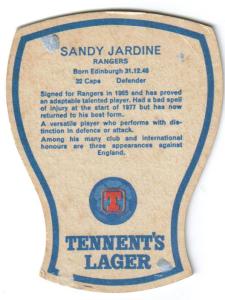 SANDY JARDINE
RANGERS
Born Edinburgh 31.12.48
32 Caps Defender
Signed for Rangers in 1965 and has proved
an adaptable talented player. Had a bad spell
of injury at the start of 1977 but has now
returned to his best form.
A versatile player who performs with dis-
tinction in defence or attack.
Among his many club and international
honours are three appearances against
England.
T
TENNENT'S
LAGER